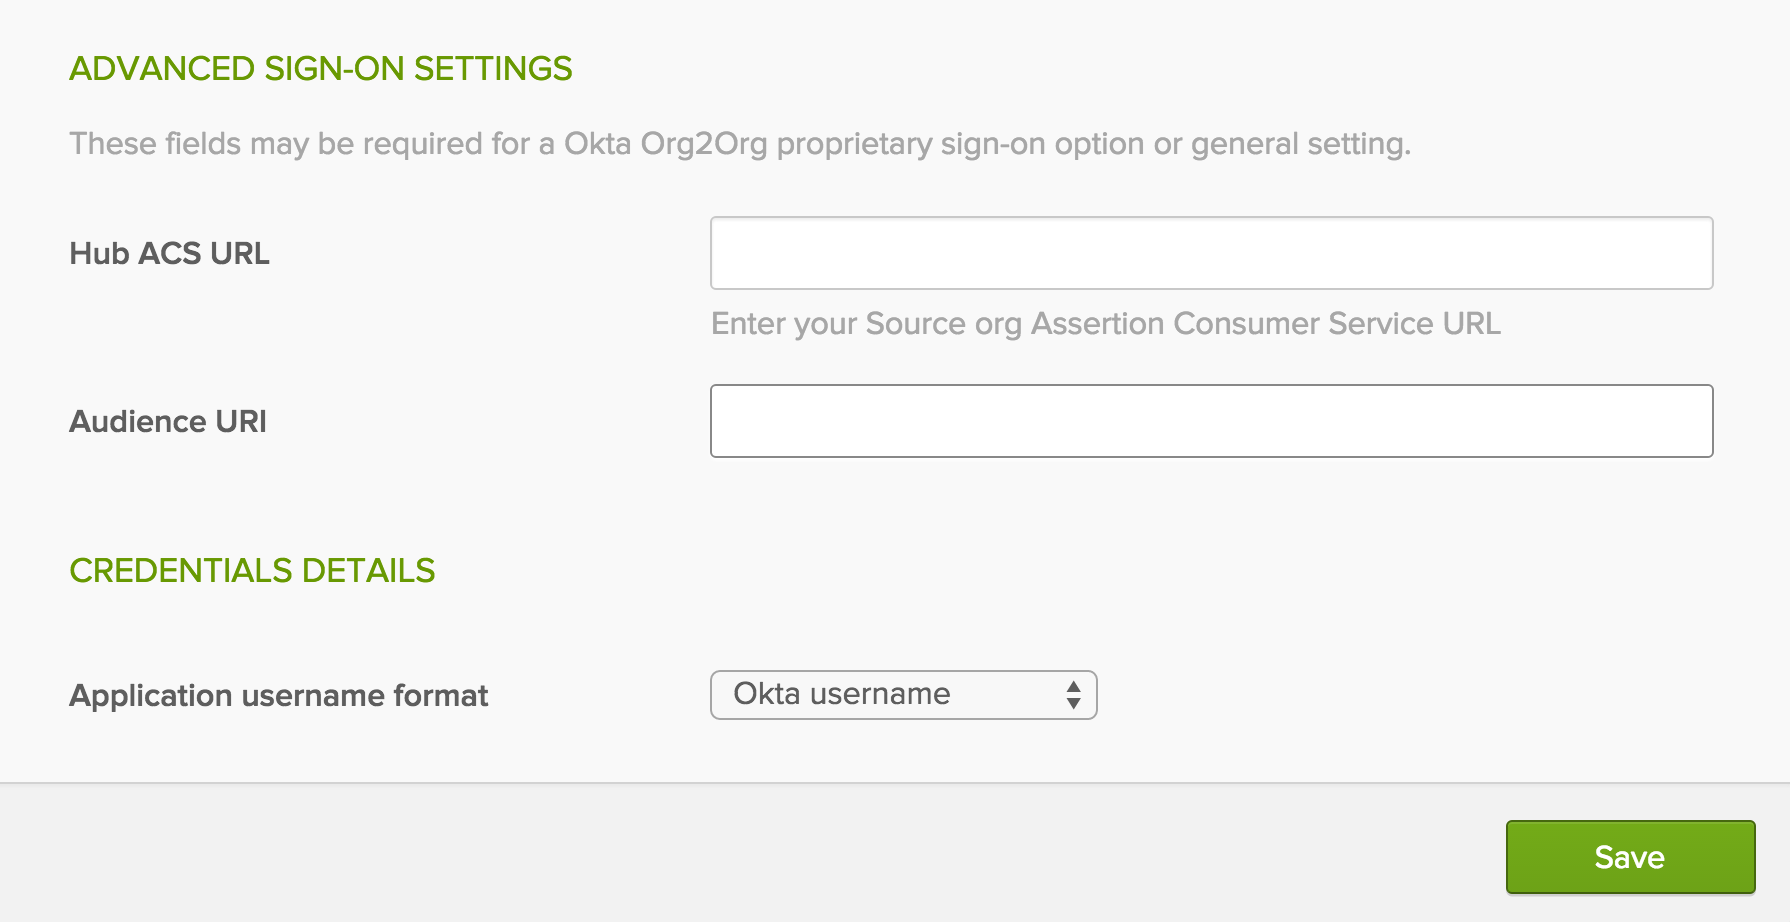 ADVANCED SIGN-ON SETTINGS
These fields may be required for a Okta Org2Org proprietary sign-on option or general setting.
Hub ACS URL
Enter your Source org Assertion Consumer Service URL
Audience URI
CREDENTIALS DETAILS
Application username format
Okta username
Save